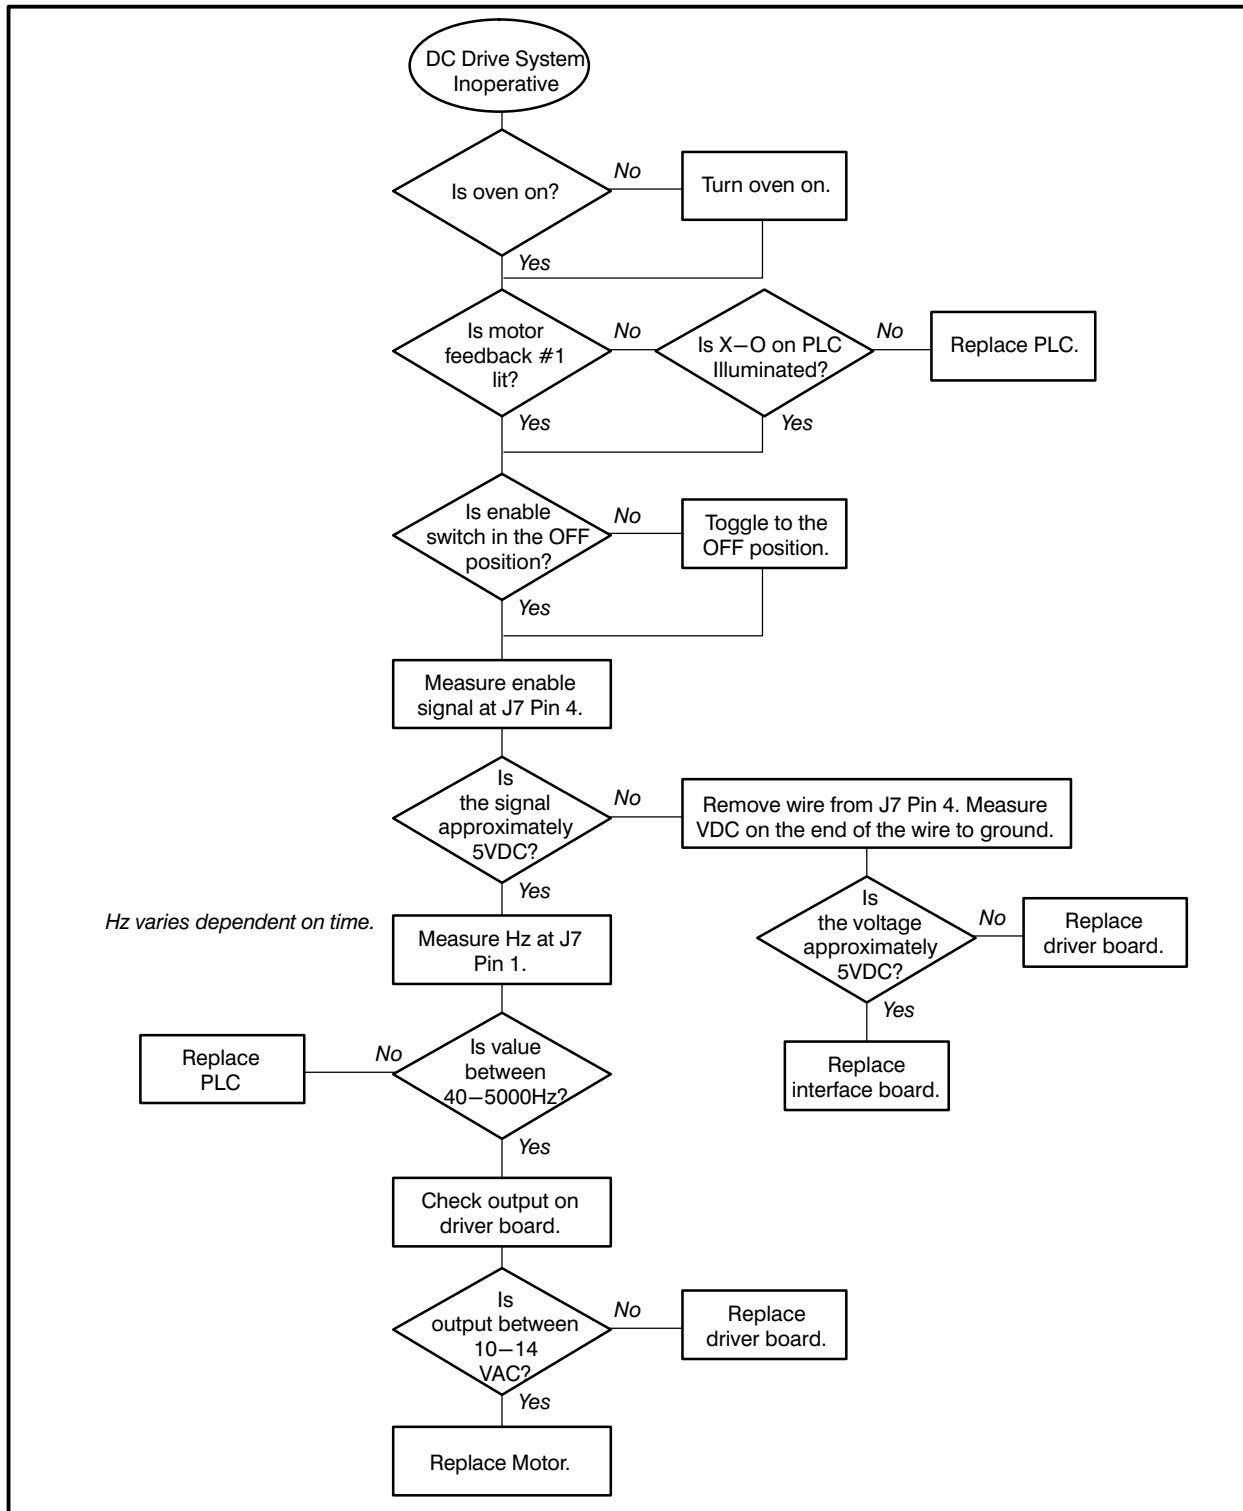 DC Drive System
Inoperative
Is oven on?
No
Turn oven on.
Yes
Is motor
feedback #1
lit?
No
Is X–O on PLC
Illuminated?
No
Replace PLC.
Yes
Yes
Is enable
switch in the OFF
position?
No
Toggle to the
OFF position.
Yes
Measure enable
signal at J7 Pin 4.
Is
the signal
approximately
5VDC?
No
Remove wire from J7 Pin 4. Measure
VDC on the end of the wire to ground.
Yes
Is
the voltage
approximately
5VDC?
No
Replace
driver board.
Yes
Replace
interface board.
Hz varies dependent on time.
Measure Hz at J7
Pin 1.
Is value
between
40–5000Hz?
No
Replace
PLC
Yes
Check output on
driver board.
Is
output between
10–14
VAC?
No
Replace
driver board.
Yes
Replace Motor.